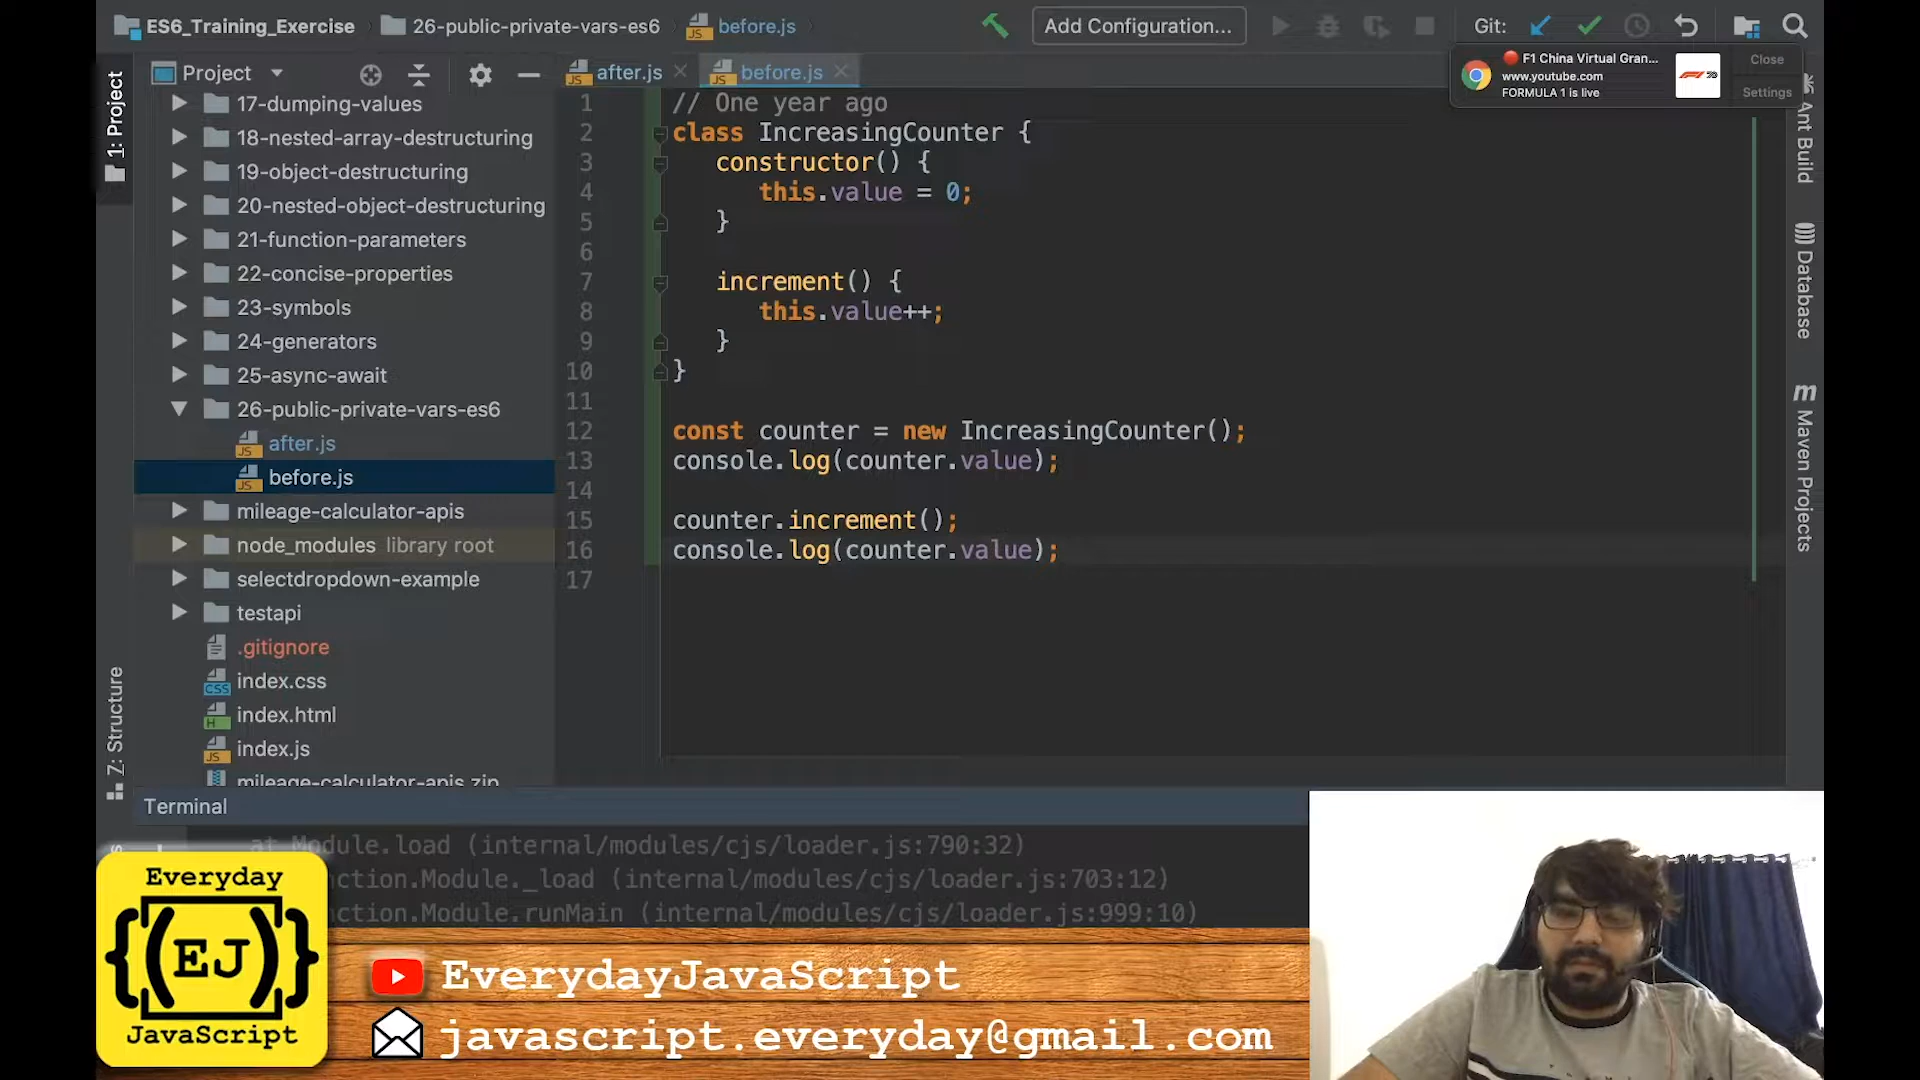 ES6_Training_Exercise 26-public-private-vars-es6 before.js Add Configuration... Git:
F1 China Virtual Gran...
www.youtube.com
FORMULA 1 is live
Close
Settings
1: Project
Project
after.js before.js
17-dumping-values
18-nested-array-destructuring
19-object-destructuring
20-nested-object-destructuring
21-function-parameters
22-concise-properties
23-symbols
24-generators
25-async-await
26-public-private-vars-es6
after.js
before.js
mileage-calculator-apis
node_modules library root
selectdropdown-example
testapi
.gitignore
index.css
index.html
index.js
mileage-calculator-apis.zip
Z: Structure
1 // One year ago
2 class IncreasingCounter {
3 constructor() {
4 this.value = 0;
5 }
6
7 increment() {
8 this.value++;
9 }
10 }
11
12 const counter = new IncreasingCounter();
13 console.log(counter.value);
14
15 counter.increment();
16 console.log(counter.value);
17
Ant Build
Database
m Maven Projects
Terminal
at Module.load (internal/modules/cjs/loader.js:790:32)
nction.Module._load (internal/modules/cjs/loader.js:703:12)
nction.Module.runMain (internal/modules/cjs/loader.js:999:10)
Everyday
{(EJ)}
JavaScript
EverydayJavaScript
javascript.everyday@gmail.com